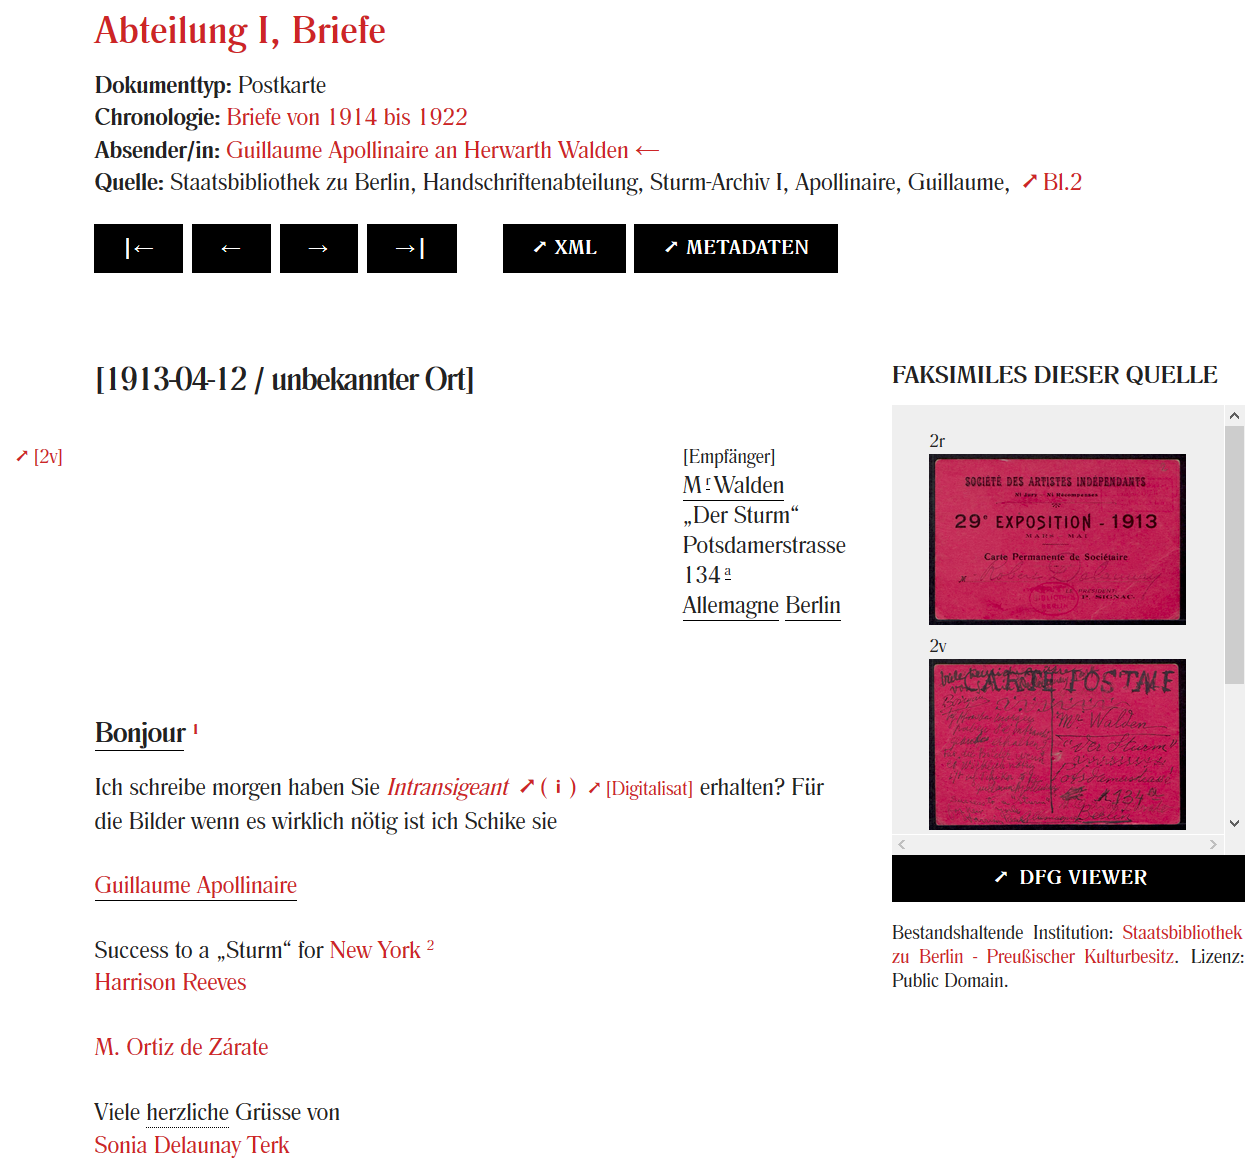 Abteilung I, Briefe
Dokumenttyp: Postkarte
Chronologie: Briefe von 1914 bis 1922
Absender/in: Guillaume Apollinaire an Herwarth Walden ←
Quelle: Staatsbibliothek zu Berlin, Handschriftenabteilung, Sturm-Archiv I, Apollinaire, Guillaume, ➚ Bl.2
|← ← → →| ➚ XML ➚ METADATEN
[1913-04-12 / unbekannter Ort]
➚ [2v]
[Empfänger]
Mr Walden
„Der Sturm“
Potsdamerstrasse
134 a
Allemagne Berlin
Bonjour 1
Ich schreibe morgen haben Sie Intransigeant ➚ ( i ) ➚ [Digitalisat] erhalten? Für
die Bilder wenn es wirklich nötig ist ich Schike sie
Guillaume Apollinaire
Success to a „Sturm“ for New York 2
Harrison Reeves
M. Ortiz de Zárate
Viele herzliche Grüsse von
Sonia Delaunay Terk
FAKSIMILES DIESER QUELLE
2r
SOCIÉTÉ DES ARTISTES INDÉPENDANTS
29e EXPOSITION - 1913
MARS - MAI
Carte Permanente de Sociétaire
P. SIGNAC
2v
CARTE POSTALE
Mr Walden
"Der Sturm"
134 a
Berlin
➚ DFG VIEWER
Bestandshaltende Institution: Staatsbibliothek
zu Berlin - Preußischer Kulturbesitz. Lizenz:
Public Domain.